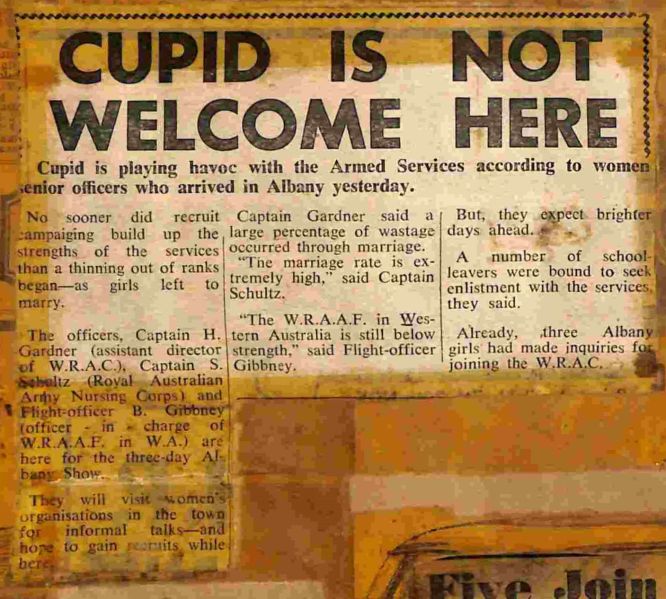 CUPID IS NOT
WELCOME HERE
Cupid is playing havoc with the Armed Services according to women
senior officers who arrived in Albany yesterday.
No sooner did recruit
campaiging build up the
strengths of the services
than a thinning out of ranks
began—as girls left to
marry.
The officers, Captain H.
Gardner (assistant director
of W.R.A.C.), Captain S.
Schultz (Royal Australian
Army Nursing Corps) and
Flight-officer B. Gibbney
(officer - in - charge of
W.R.A.A.F. in W.A.) are
here for the three-day Al-
bany Show.
They will visit women's
organisations in the town
for informal talks—and
hope to gain recruits while
here.
Captain Gardner said a
large percentage of wastage
occurred through marriage.
"The marriage rate is ex-
tremely high," said Captain
Schultz.
"The W.R.A.A.F. in Wes-
tern Australia is still below
strength," said Flight-officer
Gibbney.
But, they expect brighter
days ahead.
A number of school-
leavers were bound to seek
enlistment with the services,
they said.
Already, three Albany
girls had made inquiries for
joining the W.R.A.C.
Five Join